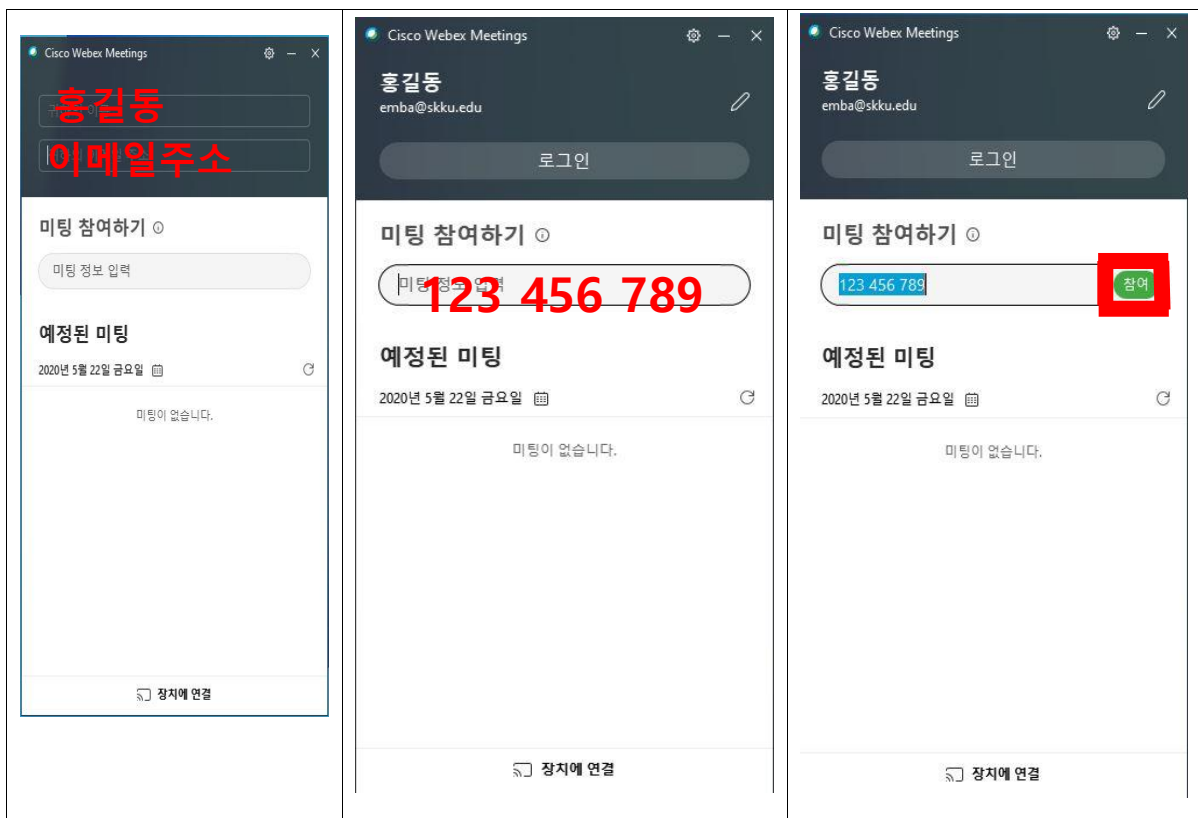 Cisco Webex Meetings
홍길동
이메일주소
미팅 참여하기
미팅 정보 입력
예정된 미팅
2020년 5월 22일 금요일
미팅이 없습니다.
장치에 연결
Cisco Webex Meetings
홍길동
emba@skku.edu
로그인
미팅 참여하기
미팅 정보 입력
123 456 789
예정된 미팅
2020년 5월 22일 금요일
미팅이 없습니다.
장치에 연결
Cisco Webex Meetings
홍길동
emba@skku.edu
로그인
미팅 참여하기
123 456 789 참여
예정된 미팅
2020년 5월 22일 금요일
미팅이 없습니다.
장치에 연결